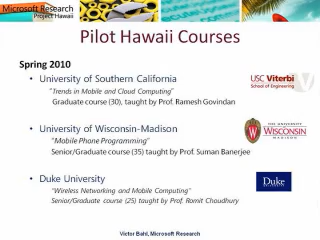 Microsoft Research
Project Hawaii
Pilot Hawaii Courses
Spring 2010
• University of Southern California
"Trends in Mobile and Cloud Computing"
Graduate course (30), taught by Prof. Ramesh Govindan
USC Viterbi
School of Engineering
• University of Wisconsin-Madison
"Mobile Phone Programming"
Senior/Graduate course (35) taught by Prof. Suman Banerjee
THE UNIVERSITY
WISCONSIN
MADISON
• Duke University
"Wireless Networking and Mobile Computing"
Senior/Graduate course (25) taught by Prof. Romit Choudhury
Duke
Victor Bahl, Microsoft Research